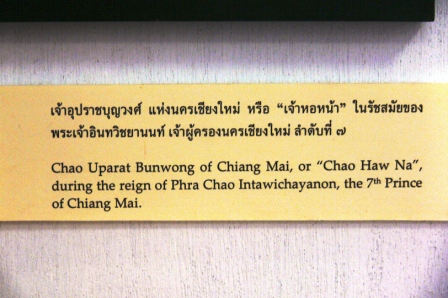 เจ้าอุปราชบุญวงศ์ แห่งนครเชียงใหม่ หรือ “เจ้าหอหน้า” ในรัชสมัยของ
พระเจ้าอินทวิชยานนท์ เจ้าผู้ครองนครเชียงใหม่ ลำดับที่ ๗
Chao Uparat Bunwong of Chiang Mai, or “Chao Haw Na”,
during the reign of Phra Chao Intawichayanon, the 7th Prince
of Chiang Mai.